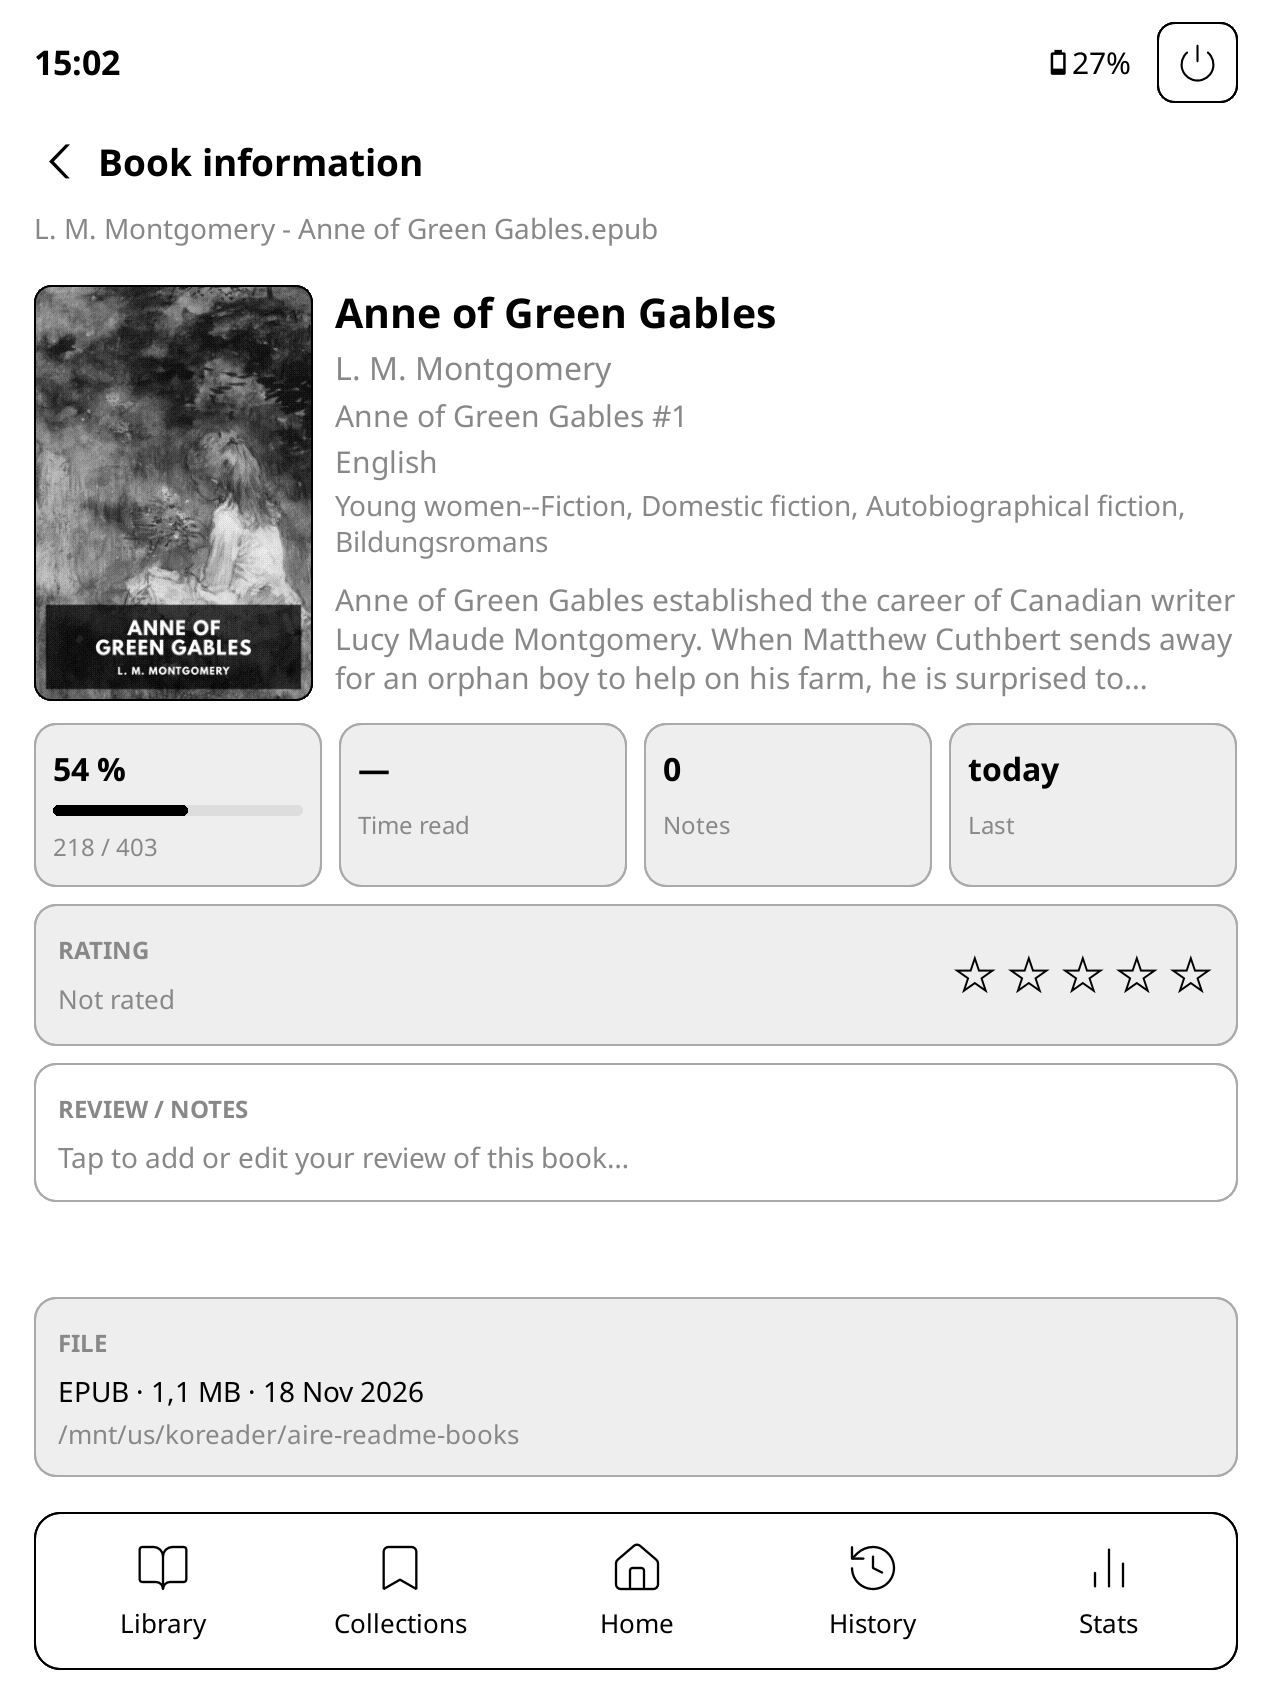 15:02
27%
Book information
L. M. Montgomery - Anne of Green Gables.epub
ANNE OF
GREEN GABLES
L. M. MONTGOMERY
Anne of Green Gables
L. M. Montgomery
Anne of Green Gables #1
English
Young women--Fiction, Domestic fiction, Autobiographical fiction,
Bildungsromans
Anne of Green Gables established the career of Canadian writer
Lucy Maude Montgomery. When Matthew Cuthbert sends away
for an orphan boy to help on his farm, he is surprised to...
54 %
218 / 403
—
Time read
0
Notes
today
Last
RATING
Not rated
☆ ☆ ☆ ☆ ☆
REVIEW / NOTES
Tap to add or edit your review of this book...
FILE
EPUB · 1,1 MB · 18 Nov 2026
/mnt/us/koreader/aire-readme-books
Library
Collections
Home
History
Stats